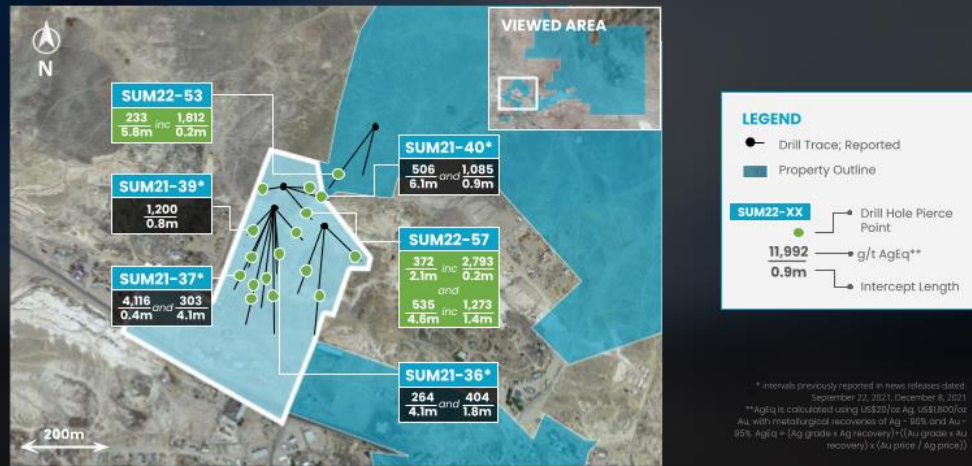 N
VIEWED AREA
SUM22-53
233 inc 1,812
5.8m 0.2m
SUM21-40*
506 and 1,085
6.1m 0.9m
SUM21-39*
1,200
0.8m
SUM22-57
372 inc 2,793
2.1m 0.2m
and
535 inc 1,273
4.6m 1.4m
SUM21-37*
4,116 and 303
0.4m 4.1m
SUM21-36*
264 and 404
4.1m 1.8m
200m
LEGEND
Drill Trace; Reported
Property Outline
SUM22-XX
Drill Hole Pierce
Point
11,992
g/t AgEq**
0.9m
Intercept Length
* intervals previously reported in news releases dated
September 22, 2021, December 8, 2021
**AgEq is calculated using US$20/oz Ag, US$1,800/oz
Au, with metallurgical recoveries of Ag - 90% and Au -
95%. AgEq = (Ag grade x Ag recovery)+((Au grade x Au
recovery) x (Au price / Ag price))